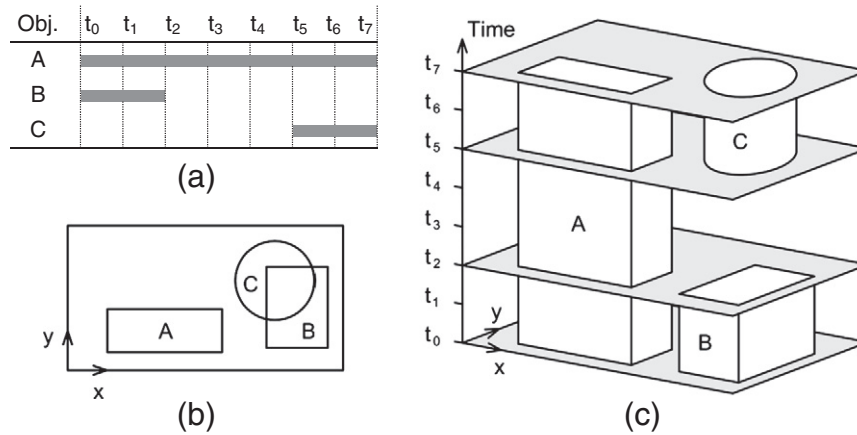 Obj. t0 t1 t2 t3 t4 t5 t6 t7
A
B
C
(a)
C
A
B
y
x
(b)
Time
t7
t6
t5
t4
t3
t2
t1
t0
C
A
B
y
x
(c)